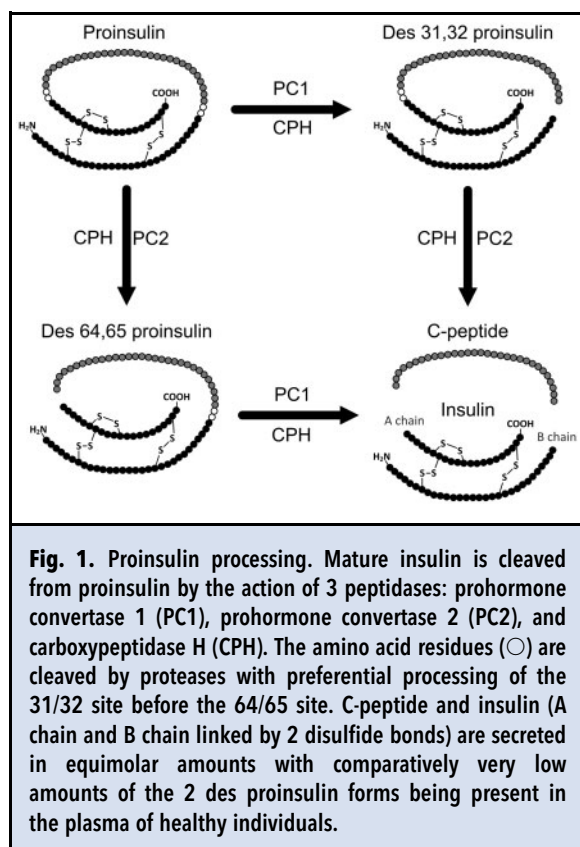 Proinsulin
Des 31,32 proinsulin
COOH
H₂N
S-S
S-S
S-S
PC1
CPH
COOH
H₂N
S-S
S-S
S-S
CPH PC2
CPH PC2
Des 64,65 proinsulin
C-peptide
COOH
H₂N
S-S
S-S
S-S
PC1
CPH
A chain
Insulin
COOH
B chain
H₂N
S-S
S-S
S-S
Fig. 1. Proinsulin processing. Mature insulin is cleaved
from proinsulin by the action of 3 peptidases: prohormone
convertase 1 (PC1), prohormone convertase 2 (PC2), and
carboxypeptidase H (CPH). The amino acid residues (○) are
cleaved by proteases with preferential processing of the
31/32 site before the 64/65 site. C-peptide and insulin (A
chain and B chain linked by 2 disulfide bonds) are secreted
in equimolar amounts with comparatively very low
amounts of the 2 des proinsulin forms being present in
the plasma of healthy individuals.